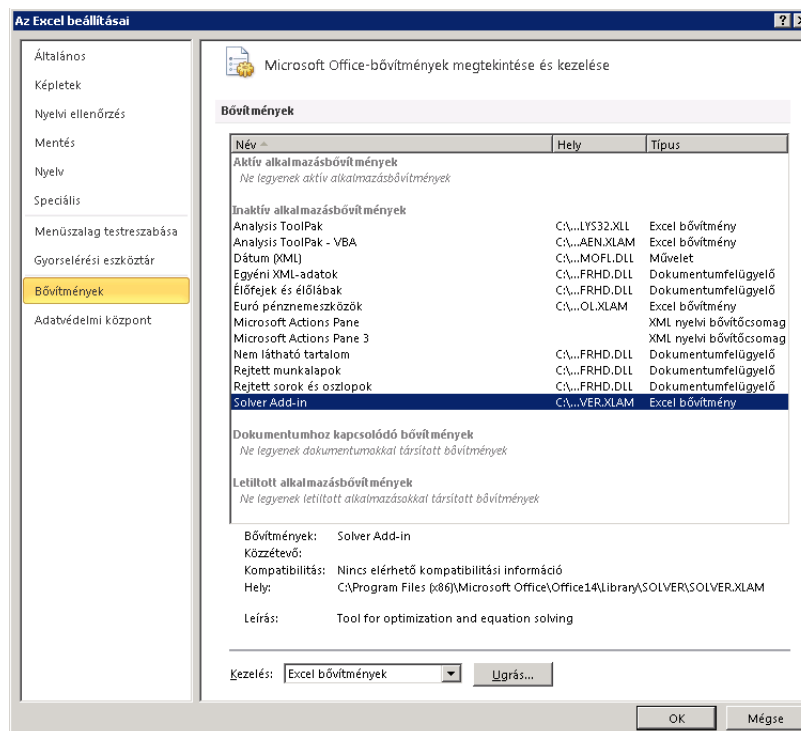 Az Excel beállításai
Általános
Képletek
Nyelvi ellenőrzés
Mentés
Nyelv
Speciális
Menüszalag testreszabása
Gyorselérési eszköztár
Bővítmények
Adatvédelmi központ
Microsoft Office-bővítmények megtekintése és kezelése
Bővítmények
Név Hely Típus
Aktív alkalmazásbővítmények
Ne legyenek aktív alkalmazásbővítmények
Inaktív alkalmazásbővítmények
Analysis ToolPak C:\...LYS32.XLL Excel bővítmény
Analysis ToolPak - VBA C:\...AEN.XLAM Excel bővítmény
Dátum (XML) C:\...MOFL.DLL Művelet
Egyéni XML-adatok C:\...FRHD.DLL Dokumentumfelügyelő
Élőfejek és élőlábak C:\...FRHD.DLL Dokumentumfelügyelő
Euró pénznemeszközök C:\...OL.XLAM Excel bővítmény
Microsoft Actions Pane XML nyelvi bővítőcsomag
Microsoft Actions Pane 3 XML nyelvi bővítőcsomag
Nem látható tartalom C:\...FRHD.DLL Dokumentumfelügyelő
Rejtett munkalapok C:\...FRHD.DLL Dokumentumfelügyelő
Rejtett sorok és oszlopok C:\...FRHD.DLL Dokumentumfelügyelő
Solver Add-in C:\...VER.XLAM Excel bővítmény
Dokumentumhoz kapcsolódó bővítmények
Ne legyenek dokumentumokkal társított bővítmények
Letiltott alkalmazásbővítmények
Ne legyenek letiltott alkalmazásokkal társított bővítmények
Bővítmények: Solver Add-in
Közzétevő:
Kompatibilitás: Nincs elérhető kompatibilitási információ
Hely: C:\Program Files (x86)\Microsoft Office\Office14\Library\SOLVER\SOLVER.XLAM
Leírás: Tool for optimization and equation solving
Kezelés: Excel bővítmények Ugrás...
OK Mégse